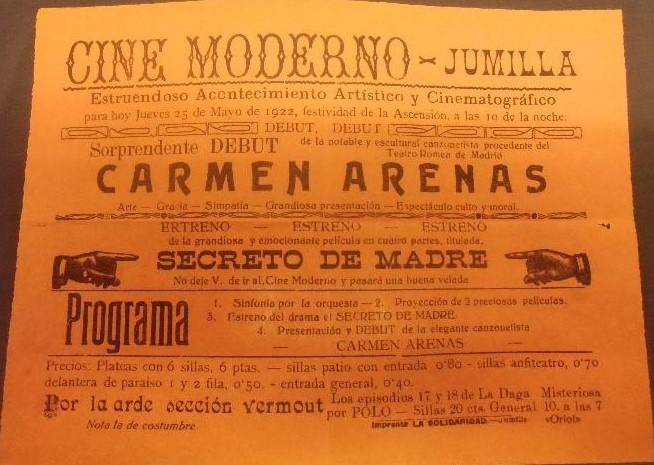 CINE MODERNO - JUMILLA
Estruendoso Acontecimiento Artístico y Cinematográfico
para hoy Jueves 25 de Mayo de 1922, festividad de la Ascensión, a las 10 de la noche.
DEBUT, DEBUT
Sorprendente DEBUT de la notable y escultural canzonetista procedente del
Teatro Romea de Madrid
CARMEN ARENAS
Arte — Gracia — Simpatía — Grandiosa presentación — Espectáculo culto y moral.
ERTRENO — ESTRENO — ESTRENO
de la grandiosa y emocionante película en cuatro partes, titulada,
SECRETO DE MADRE
No deje V. de ir al, Cine Moderno y pasará una buena velada
Programa
1. Sinfonía por la orquesta — 2. Proyección de 2 preciosas películas.
3. Estreno del drama el SECRETO DE MADRE
4. Presentación y DEBUT de la elegante canzonetista
— CARMEN ARENAS —
Precios: Plateas con 6 sillas, 6 ptas. — sillas patio con entrada 0'80 - sillas anfiteatro, 0'70
delantera de paraiso 1 y 2 fila, 0'50. - entrada general, 0'40.
Por la arde sección vermout Los episodios 17 y 18 de La Daga Misteriosa
por POLO — Sillas 20 cts. General 10. a las 7
Nota la de costumbre.
Imprenta LA SOLIDARIDAD.—Jumilla «Oriol»